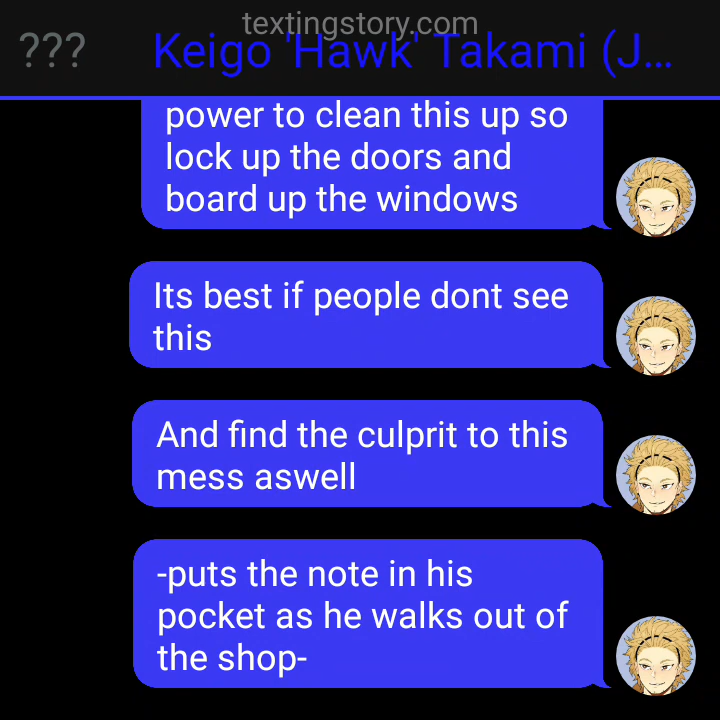 textingstory.com
??? Keigo 'Hawk' Takami (J...
power to clean this up so
lock up the doors and
board up the windows
Its best if people dont see
this
And find the culprit to this
mess aswell
-puts the note in his
pocket as he walks out of
the shop-